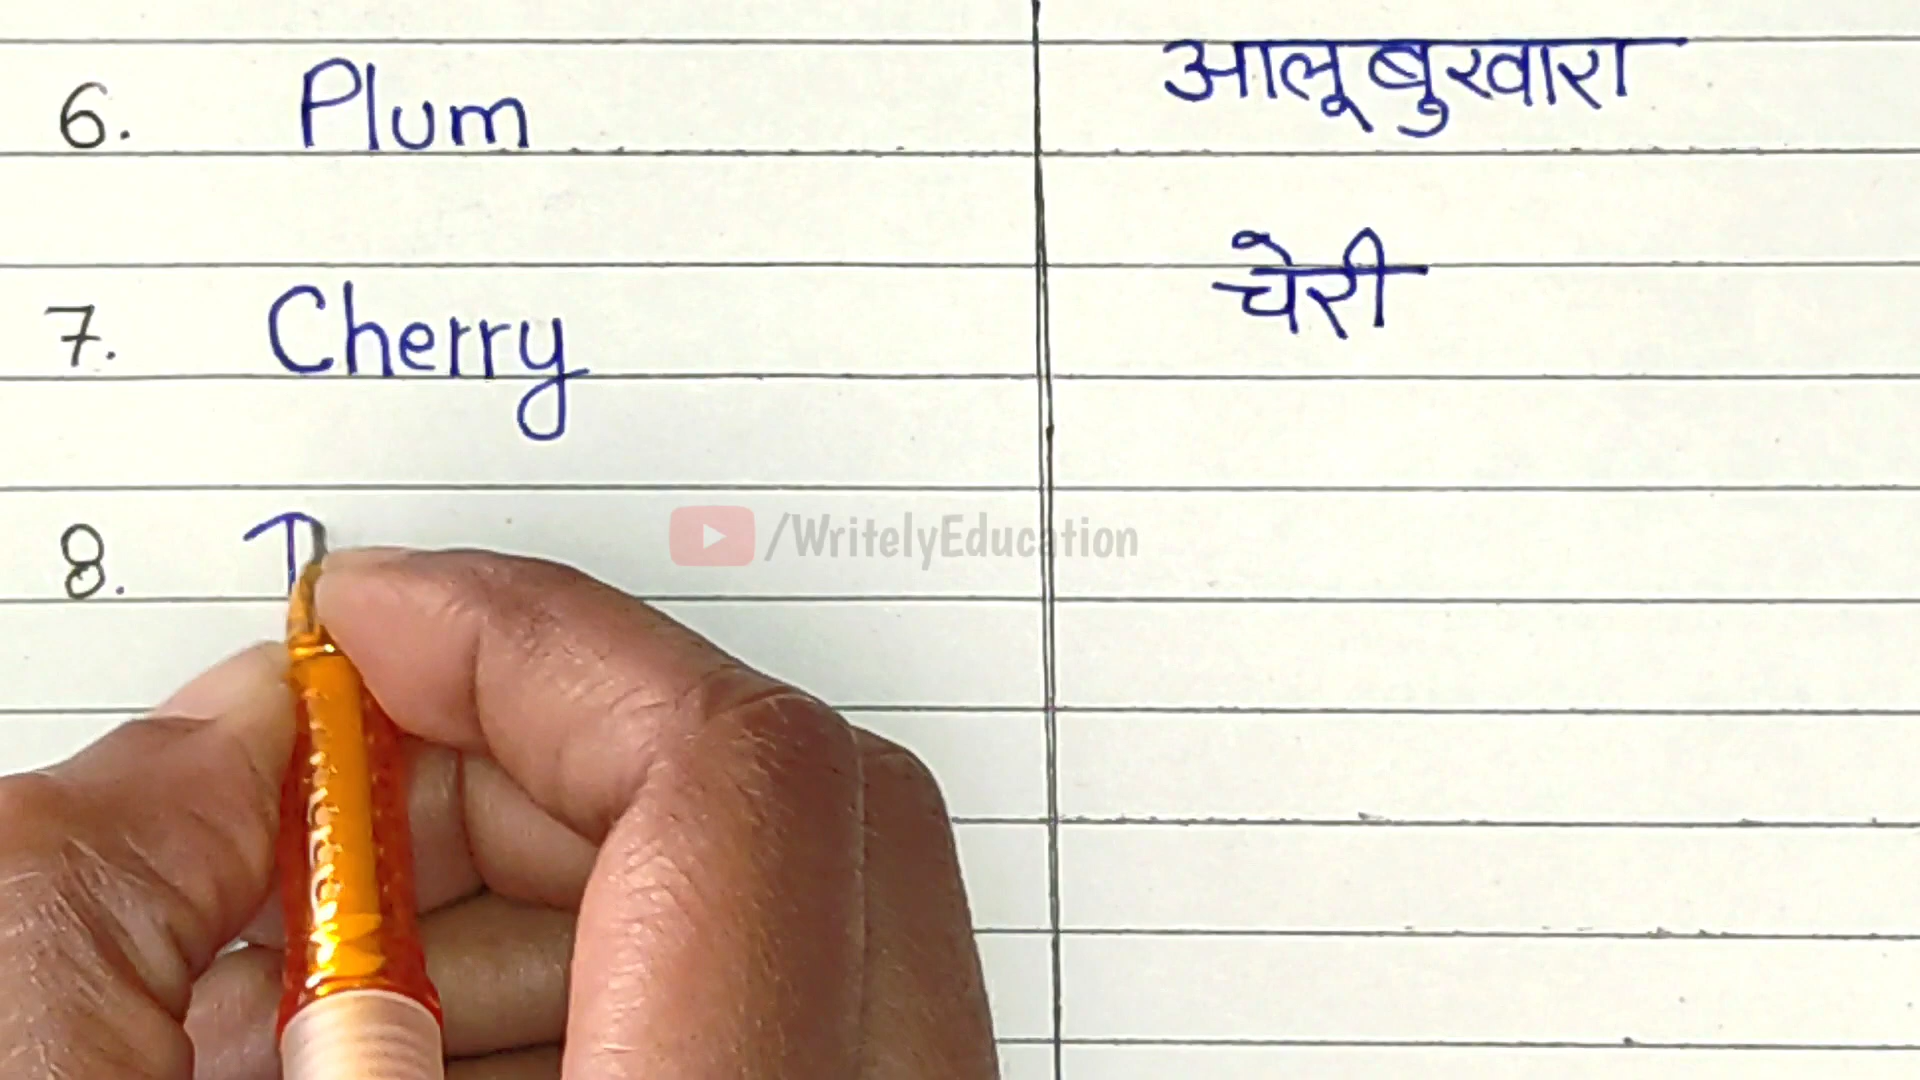 6. Plum आलू बुखारा
7. Cherry चेरी
8.
/WritelyEducation